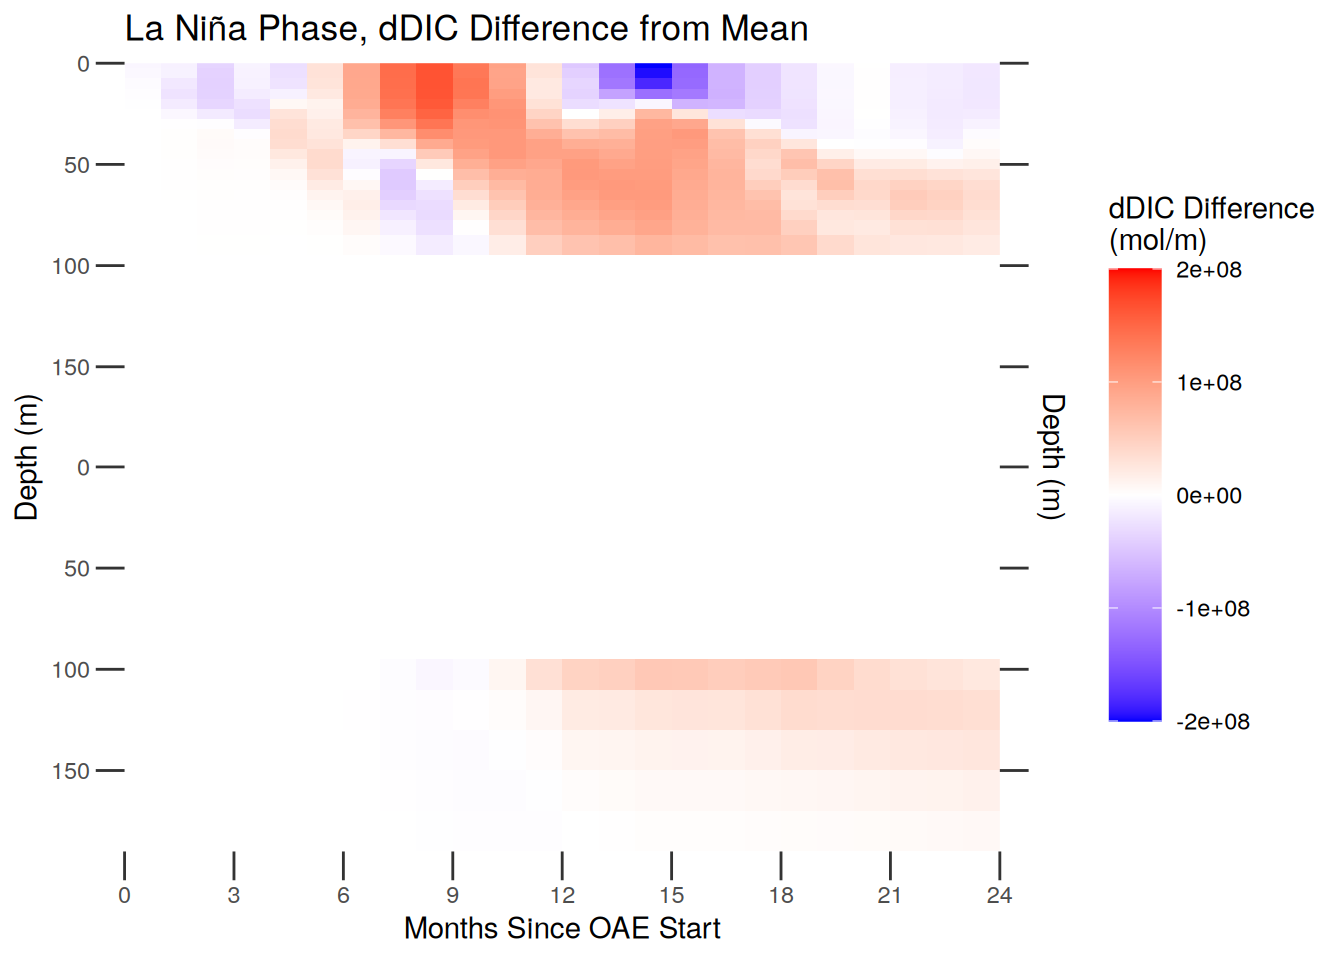 La Niña Phase, dDIC Difference from Mean
0
50
100
150
0
50
100
150
Depth (m)
Depth (m)
0 3 6 9 12 15 18 21 24
Months Since OAE Start
dDIC Difference
(mol/m)
2e+08
1e+08
0e+00
-1e+08
-2e+08